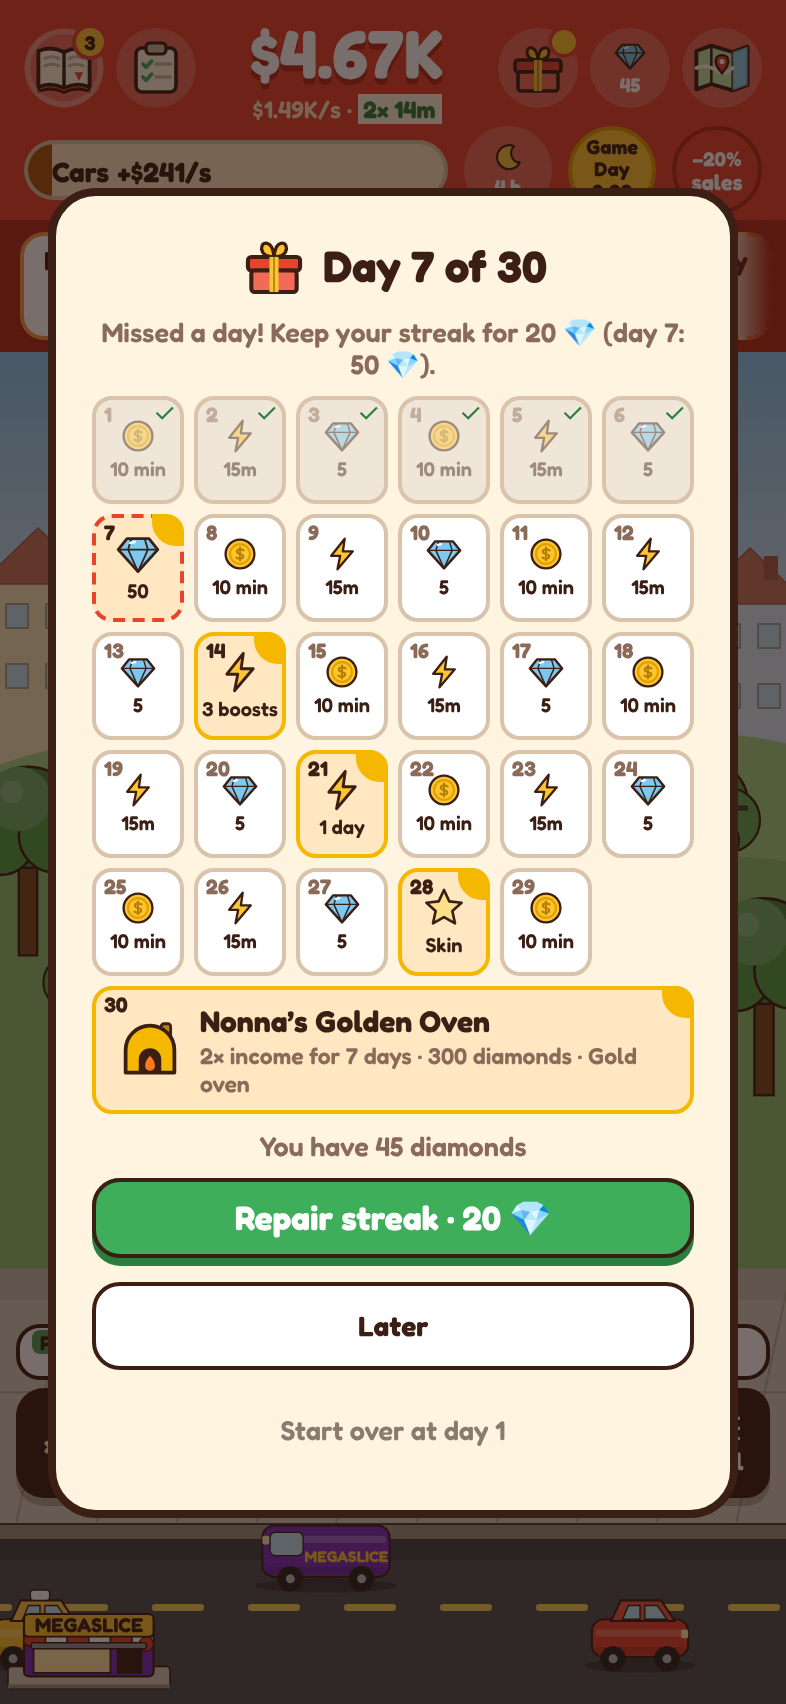 3
$4.67K
$1.49K/s · 2x 14m
45
Cars +$241/s
4 h
Game
Day
-20%
sales
Day 7 of 30
Missed a day! Keep your streak for 20 💎 (day 7:
50 💎).
1
10 min
2
15m
3
5
4
10 min
5
15m
6
5
7
50
8
10 min
9
15m
10
5
11
10 min
12
15m
13
5
14
3 boosts
15
10 min
16
15m
17
5
18
10 min
19
15m
20
5
21
1 day
22
10 min
23
15m
24
5
25
10 min
26
15m
27
5
28
Skin
29
10 min
30
Nonna’s Golden Oven
2× income for 7 days · 300 diamonds · Gold
oven
You have 45 diamonds
Repair streak · 20 💎
Later
Start over at day 1
MEGASLICE
MEGASLICE